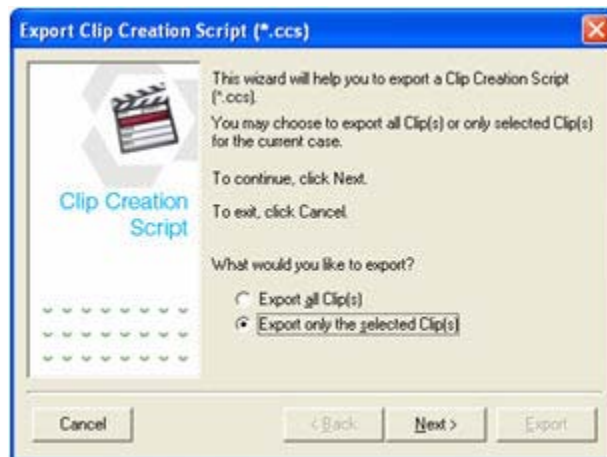 Export Clip Creation Script (*.ccs)
This wizard will help you to export a Clip Creation Script
(*.ccs).
You may choose to export all Clip(s) or only selected Clip(s)
for the current case.
To continue, click Next.
To exit, click Cancel.
Clip Creation
Script
What would you like to export?
Export all Clip(s)
Export only the selected Clip(s)
Cancel
< Back
Next >
Export